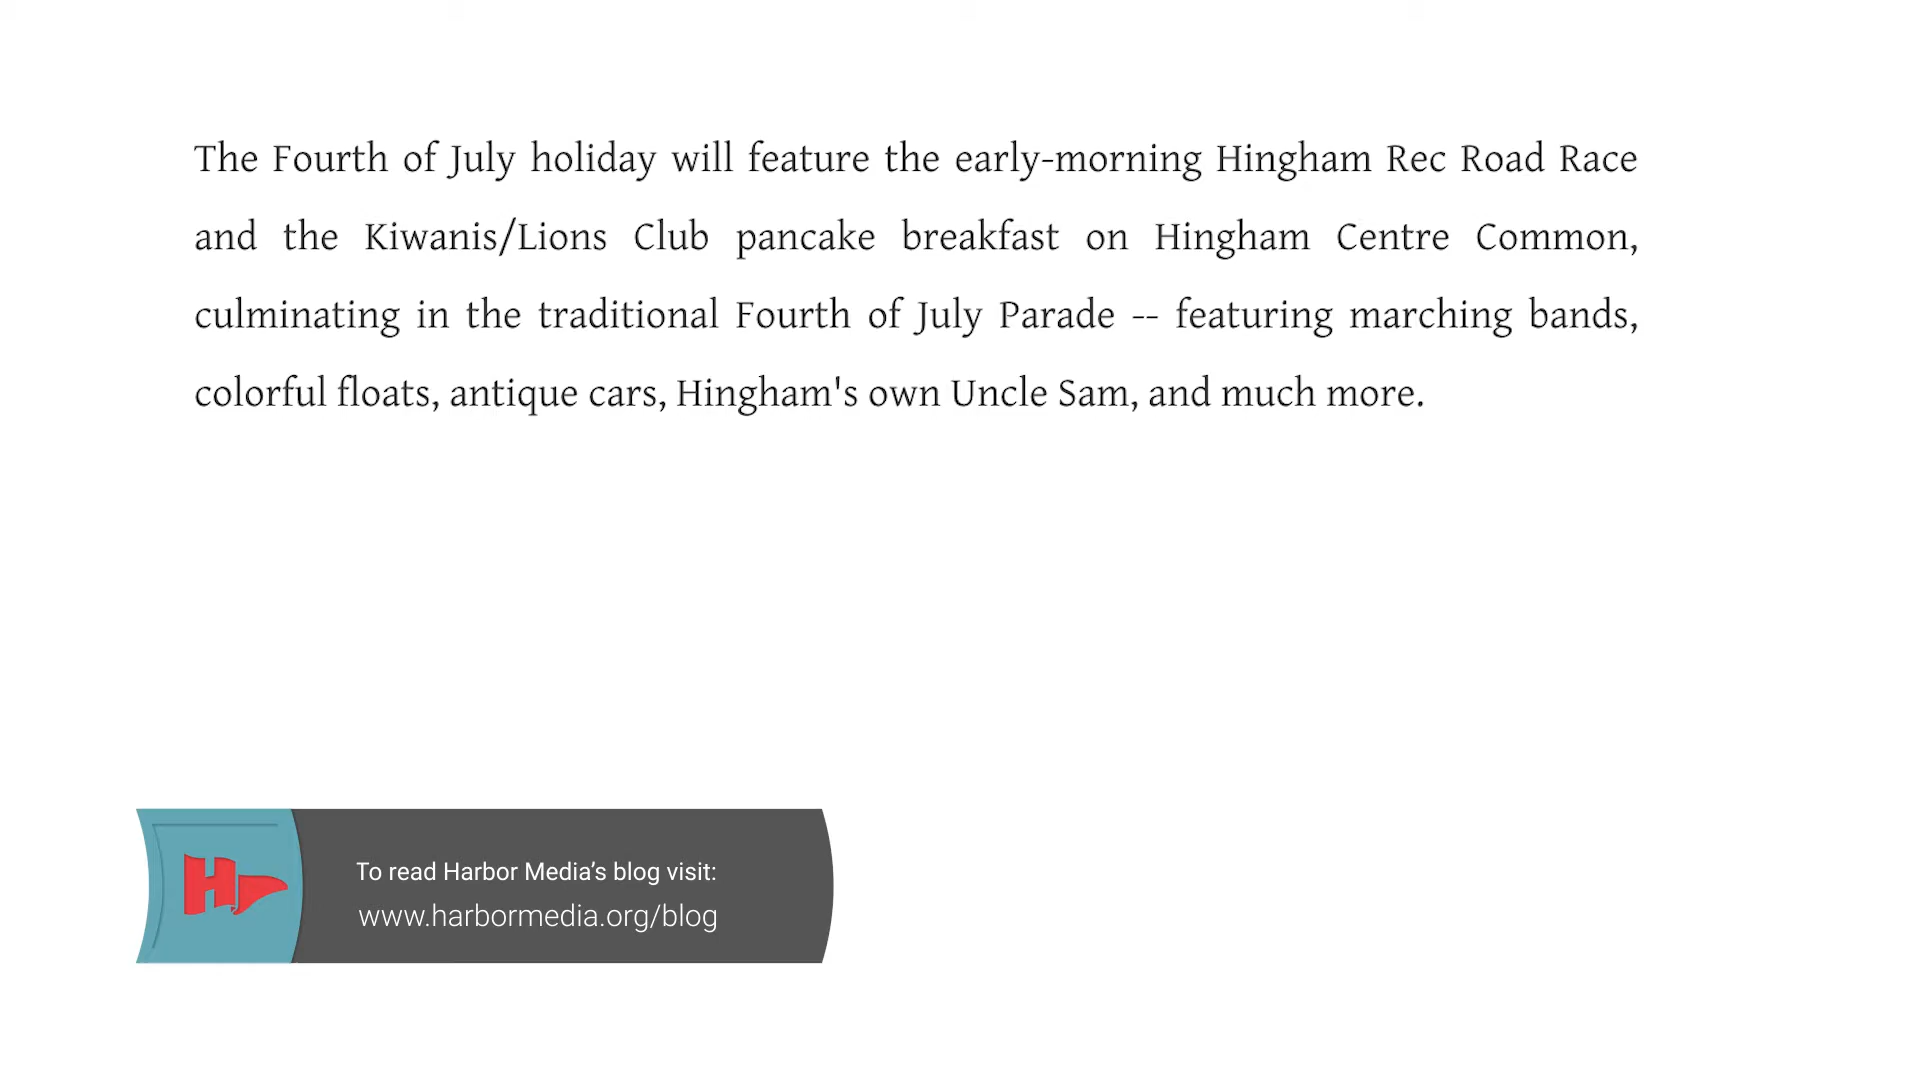 The Fourth of July holiday will feature the early-morning Hingham Rec Road Race
and the Kiwanis/Lions Club pancake breakfast on Hingham Centre Common,
culminating in the traditional Fourth of July Parade -- featuring marching bands,
colorful floats, antique cars, Hingham's own Uncle Sam, and much more.
H
To read Harbor Media’s blog visit:
www.harbormedia.org/blog